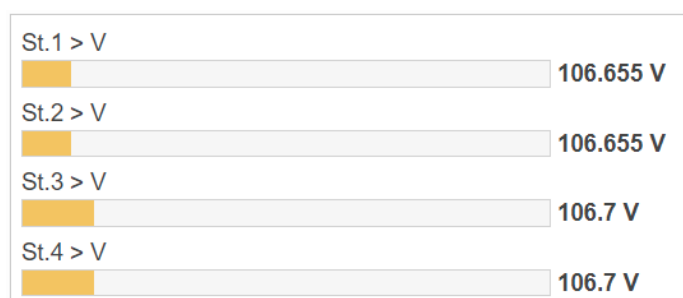 St.1 > V
106.655 V
St.2 > V
106.655 V
St.3 > V
106.7 V
St.4 > V
106.7 V